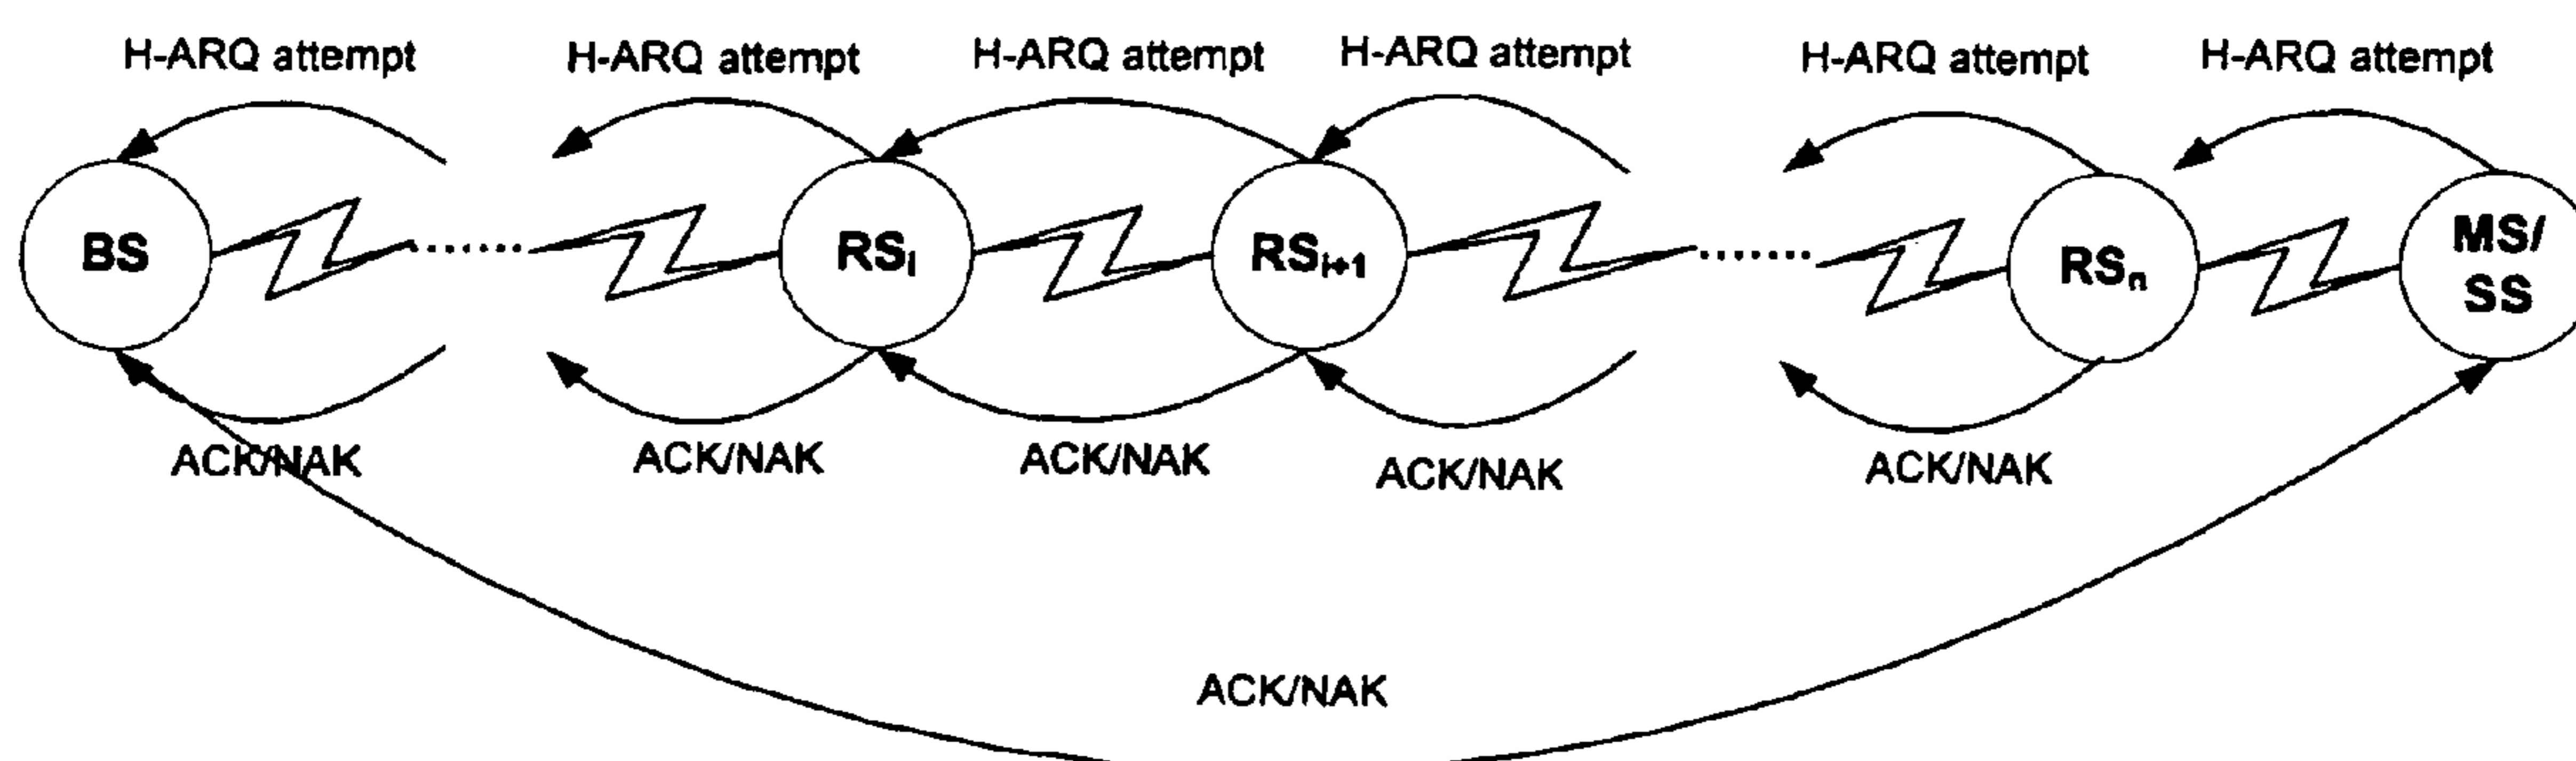 H-ARQ attempt H-ARQ attempt H-ARQ attempt H-ARQ attempt H-ARQ attempt H-ARQ attempt
BS RSi RSi+1 RSn MS/
SS
ACK/NAK ACK/NAK ACK/NAK ACK/NAK ACK/NAK
ACK/NAK